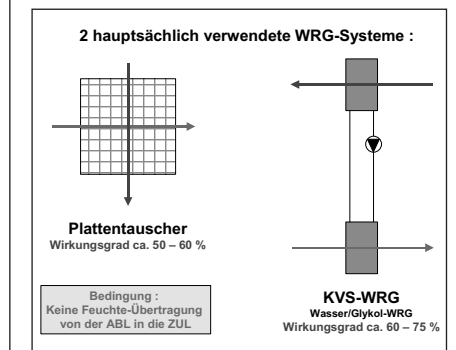 2 hauptsächlich verwendete WRG-Systeme :
Plattentauscher
Wirkungsgrad ca. 50 – 60 %
Bedingung :
Keine Feuchte-Übertragung
von der ABL in die ZUL
KVS-WRG
Wasser/Glykol-WRG
Wirkungsgrad ca. 60 – 75 %